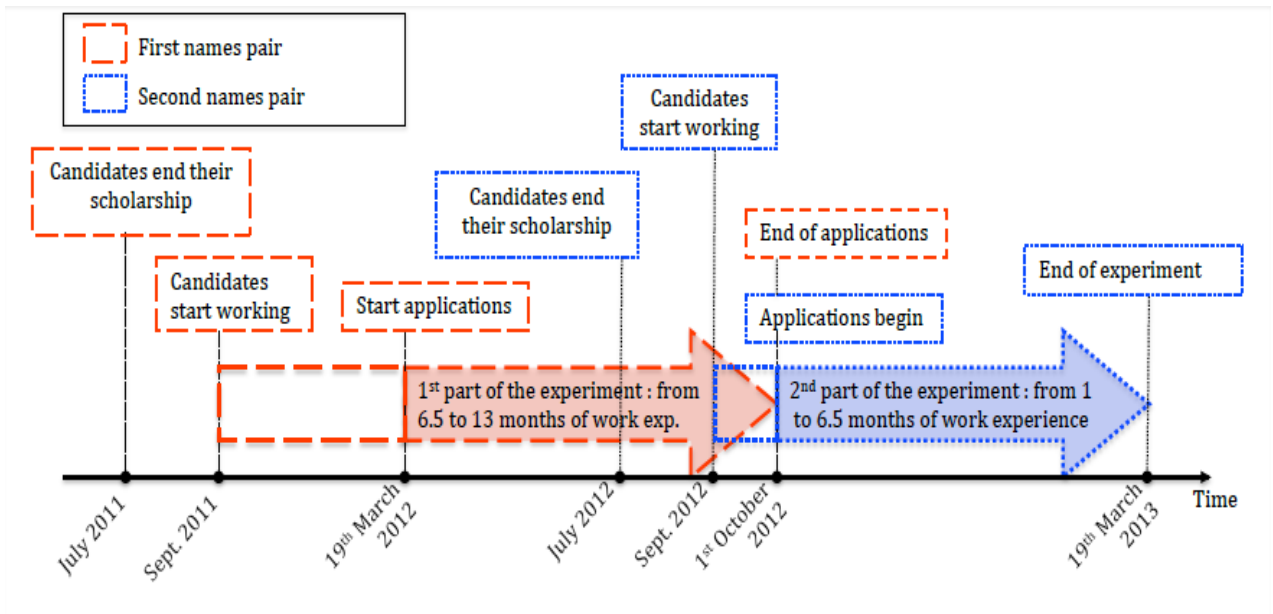 First names pair
Second names pair
Candidates
start working
Candidates end their
scholarship
Candidates end
their scholarship
End of applications
End of experiment
Candidates
start working
Start applications
Applications begin
1st part of the experiment : from
6.5 to 13 months of work exp.
2nd part of the experiment : from 1
to 6.5 months of work experience
Time
July 2011
Sept. 2011
19th March
2012
July 2012
Sept. 2012
1st October
2012
19th March
2013